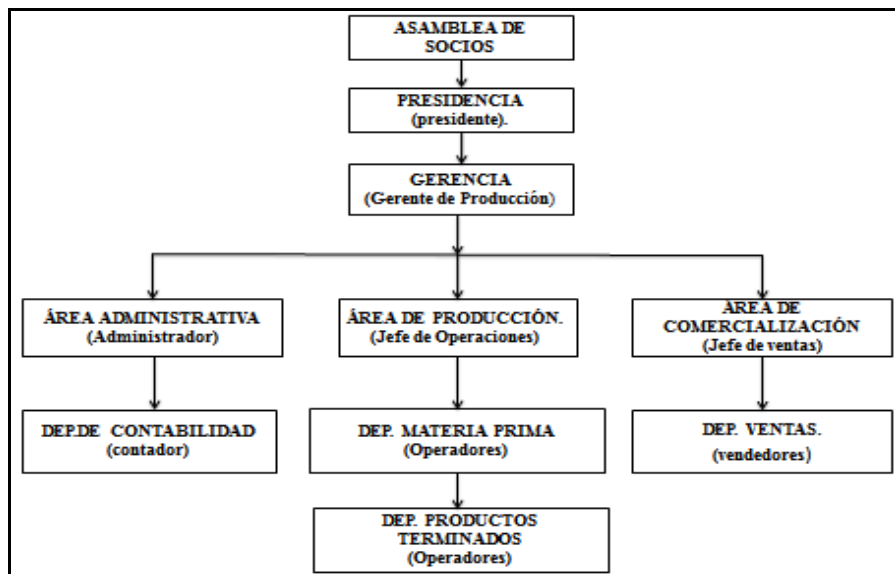 ASAMBLEA DE
SOCIOS
PRESIDENCIA
(presidente).
GERENCIA
(Gerente de Producción)
ÁREA ADMINISTRATIVA
(Administrador)
ÁREA DE PRODUCCIÓN.
(Jefe de Operaciones)
ÁREA DE
COMERCIALIZACIÓN
(Jefe de ventas)
DEP.DE CONTABILIDAD
(contador)
DEP. MATERIA PRIMA
(Operadores)
DEP. VENTAS.
(vendedores)
DEP. PRODUCTOS
TERMINADOS
(Operadores)